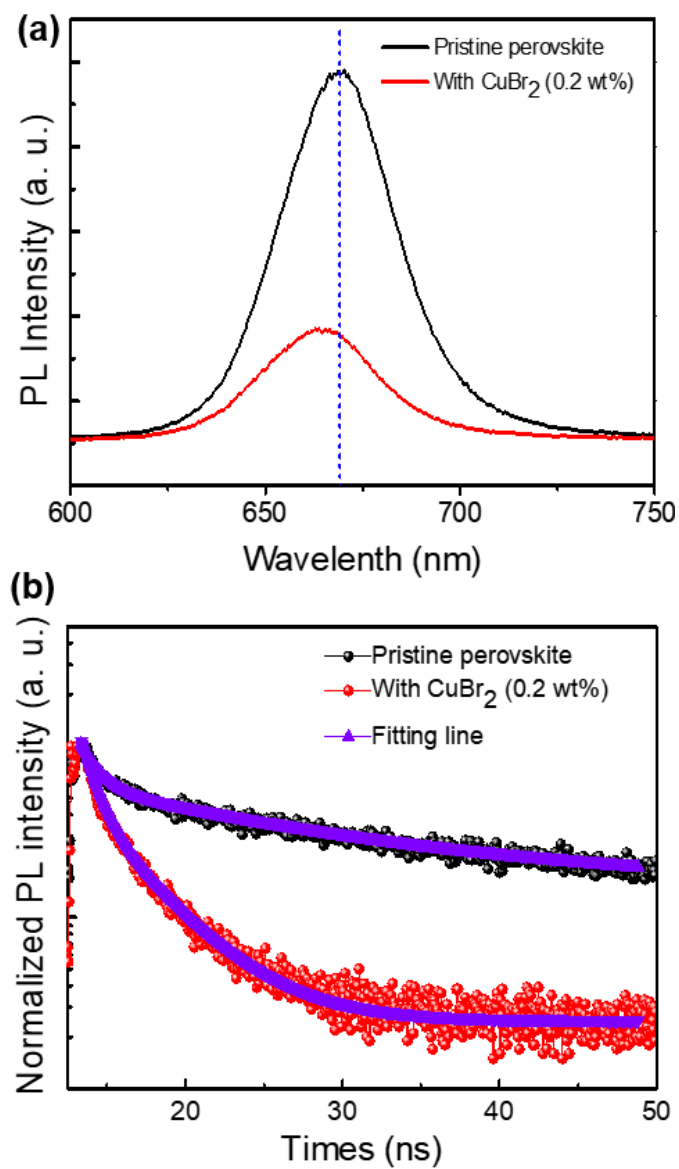 (a)
Pristine perovskite
With CuBr2 (0.2 wt%)
PL Intensity (a. u.)
600 650 700 750
Wavelenth (nm)
(b)
Pristine perovskite
With CuBr2 (0.2 wt%)
Fitting line
Normalized PL intensity (a. u.)
20 30 40 50
Times (ns)